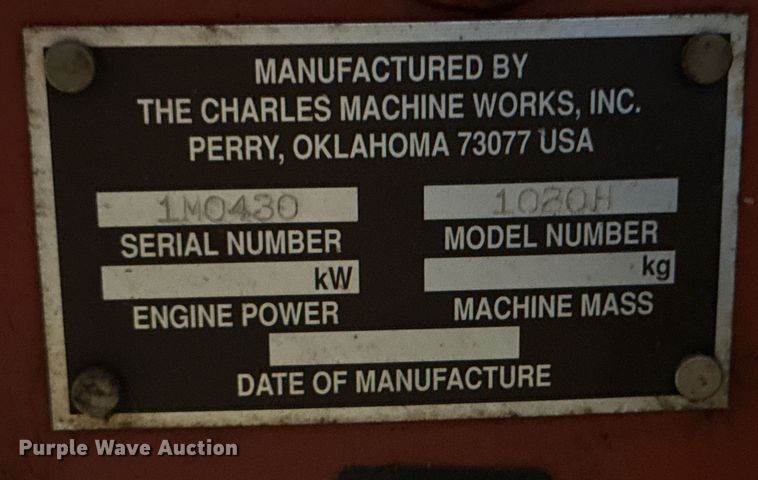 MANUFACTURED BY
THE CHARLES MACHINE WORKS, INC.
PERRY, OKLAHOMA 73077 USA
1M0430 1020H
SERIAL NUMBER MODEL NUMBER
kW kg
ENGINE POWER MACHINE MASS
DATE OF MANUFACTURE
Purple Wave Auction